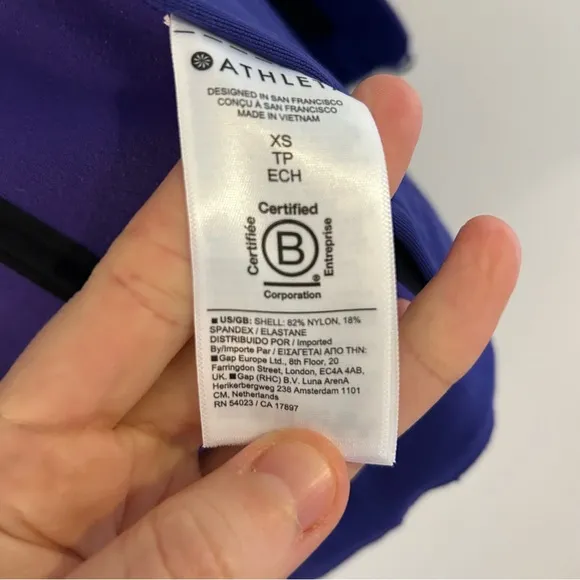 ATHLET
DESIGNED IN SAN FRANCISCO
CONÇU À SAN FRANCISCO
MADE IN VIETNAM
XS
TP
ECH
Certified
Certifiée
B
®
Entreprise
Corporation
■ US/GB: SHELL: 82% NYLON, 18%
SPANDEX / ELASTANE
DISTRIBUIDO POR / Imported
By/Importe Par / ΕΙΣΑΓΕΤΑΙ ΑΠΟ ΤΗΝ:
■Gap Europe Ltd., 8th Floor, 20
Farringdon Street, London, EC4A 4AB,
UK. ■Gap (RHC) B.V. Luna ArenA
Herikerbergweg 238 Amsterdam 1101
CM, Netherlands
RN 54023 / CA 17897